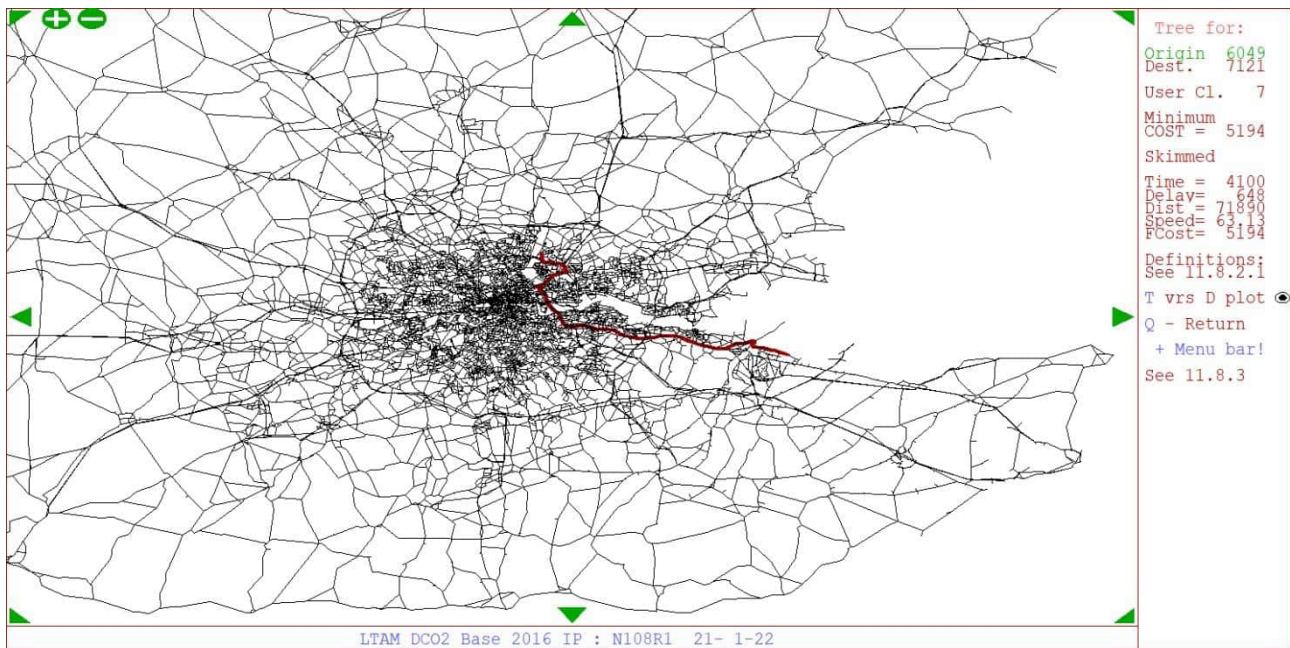 Tree for:
Origin 6049
Dest. 7121
User Cl. 7
Minimum
COST = 5194
Skimmed
Time = 4100
Delay= 648
Dist = 71890
Speed= 63.13
FCost= 5194
Definitions:
See 11.8.2.1
T vrs D plot
Q - Return
+ Menu bar!
See 11.8.3
LTAM DCO2 Base 2016 IP : N108R1 21- 1-22